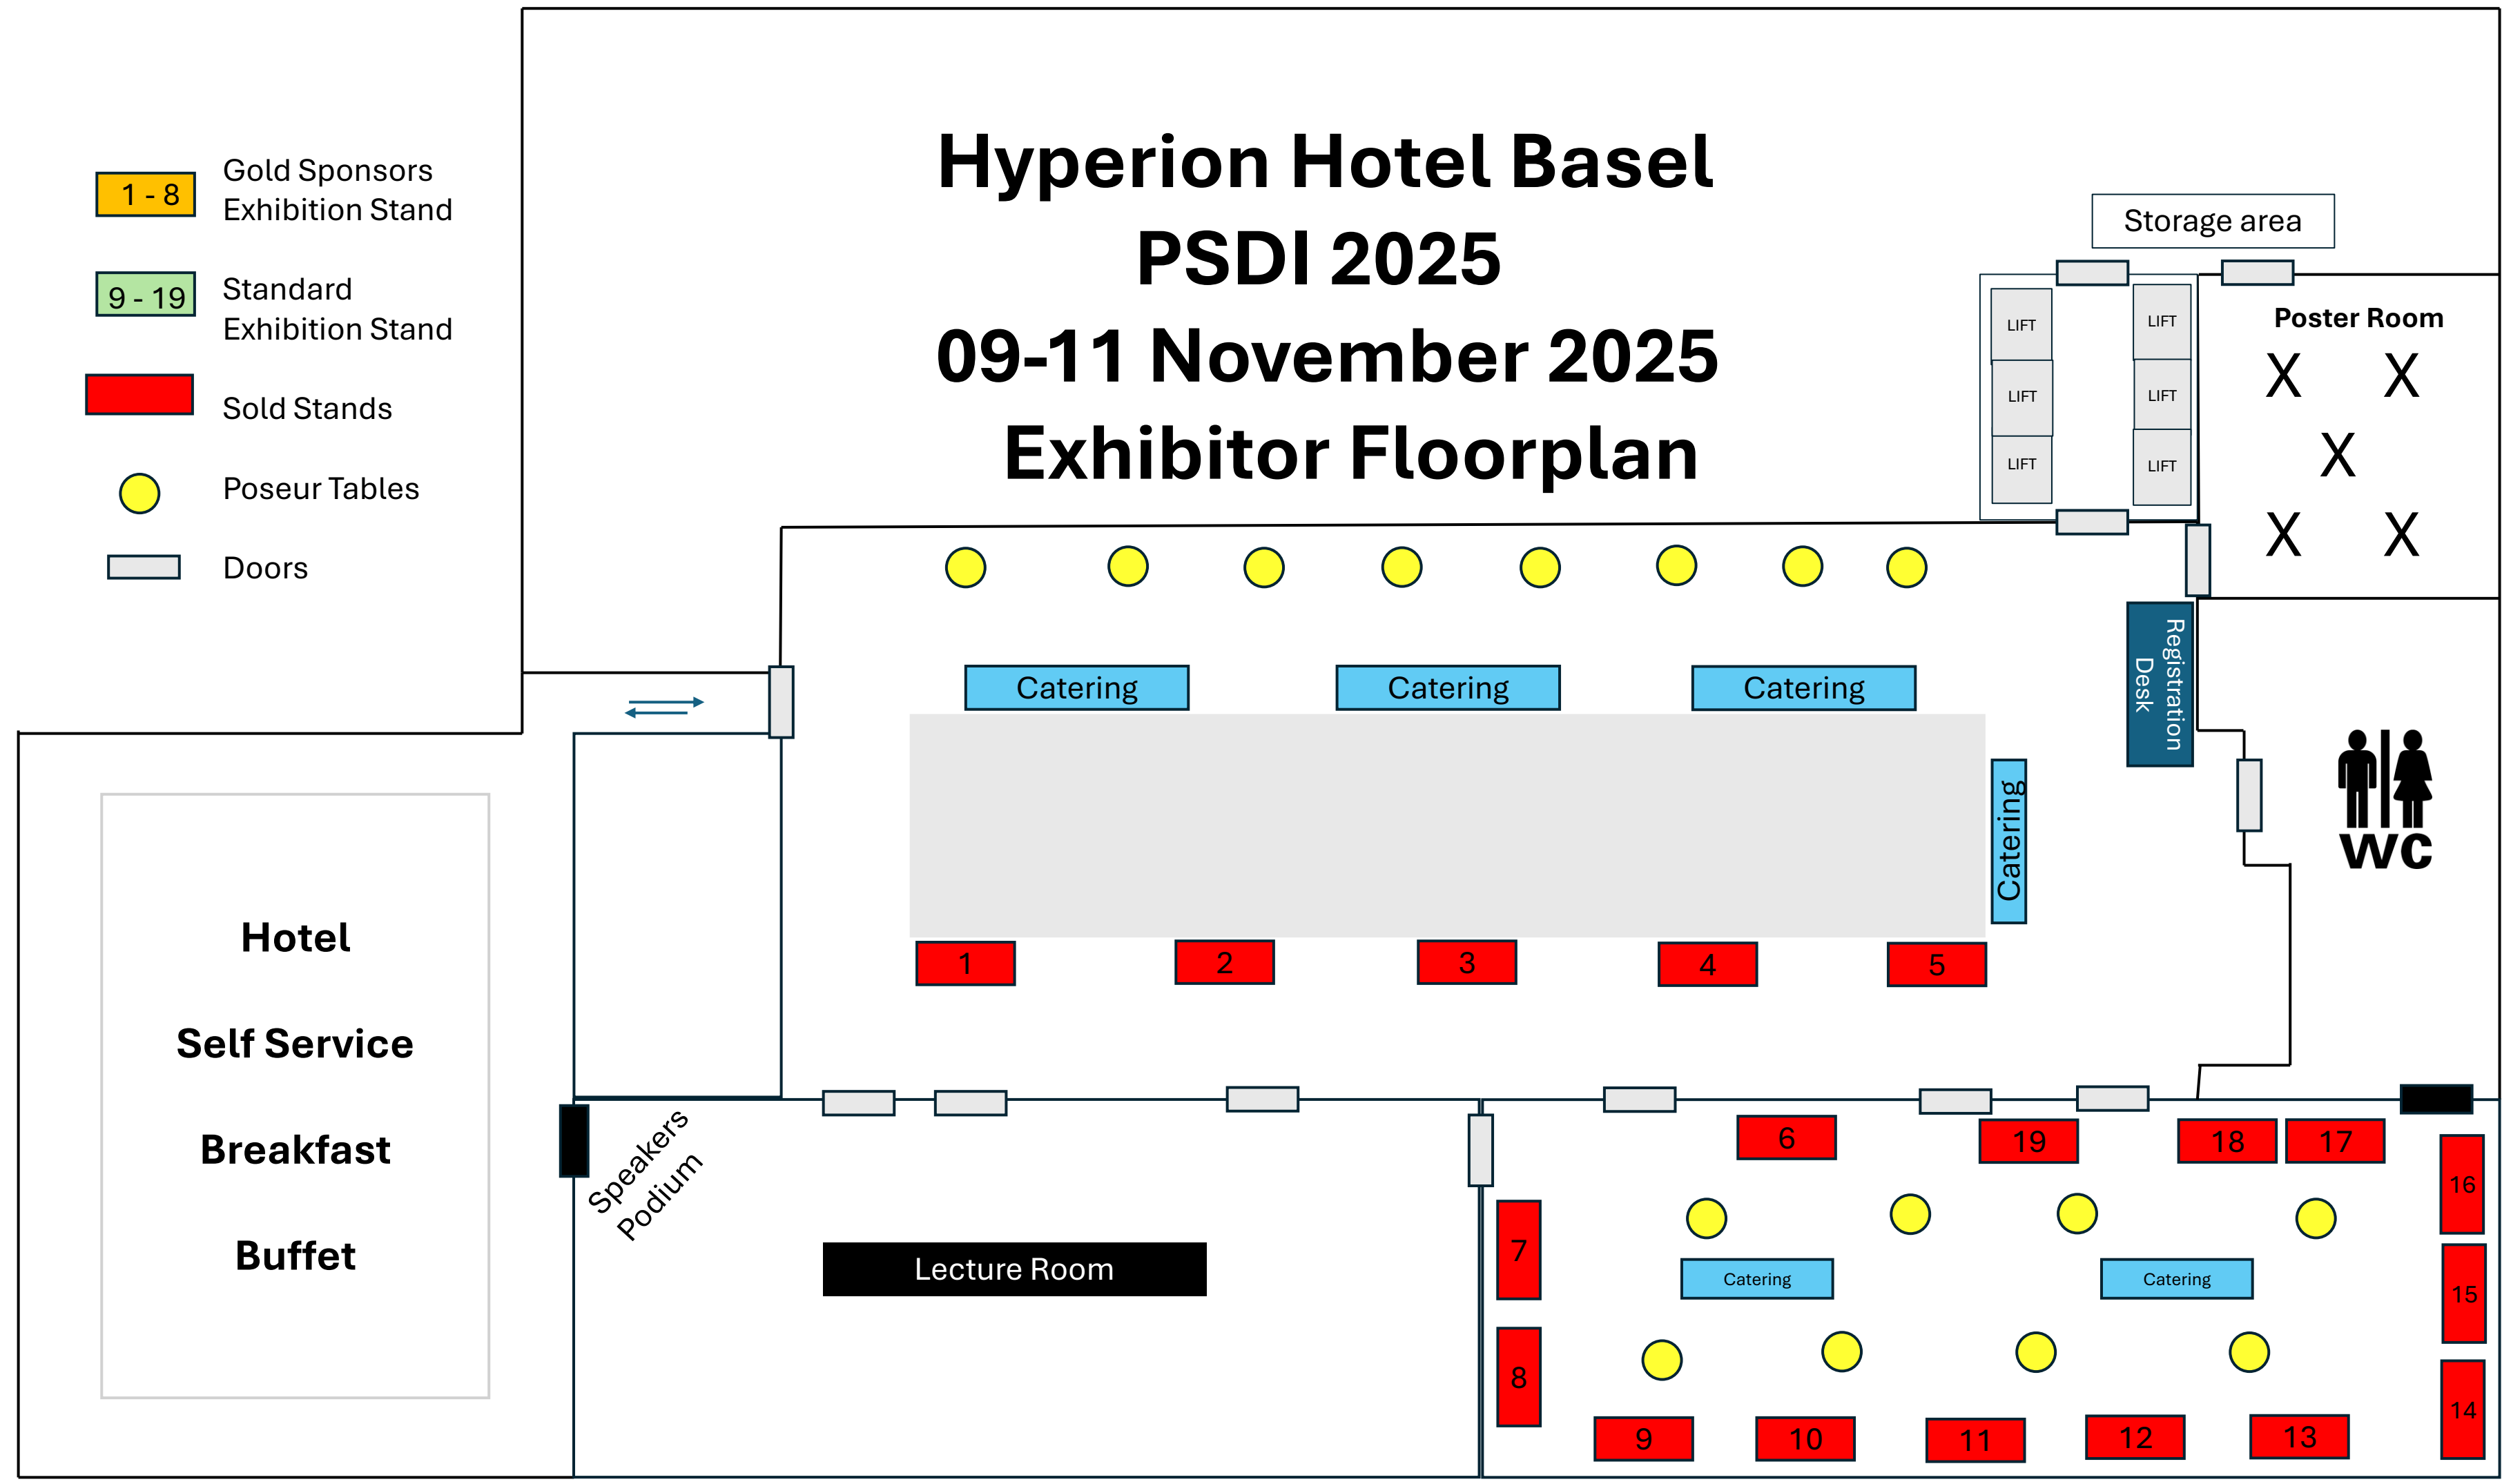 Hyperion Hotel Basel
PSDI 2025
09-11 November 2025
Exhibitor Floorplan
1 - 8
Gold Sponsors
Exhibition Stand
9 - 19
Standard
Exhibition Stand
Sold Stands
Poseur Tables
Doors
Storage area
LIFT
LIFT
LIFT
LIFT
LIFT
LIFT
Poster Room
X X
X
X X
Registration
Desk
Catering
Catering
Catering
Catering
WC
1
2
3
4
5
Hotel
Self Service
Breakfast
Buffet
Speakers
Podium
Lecture Room
6
19
18
17
16
7
15
Catering
Catering
8
14
9
10
11
12
13